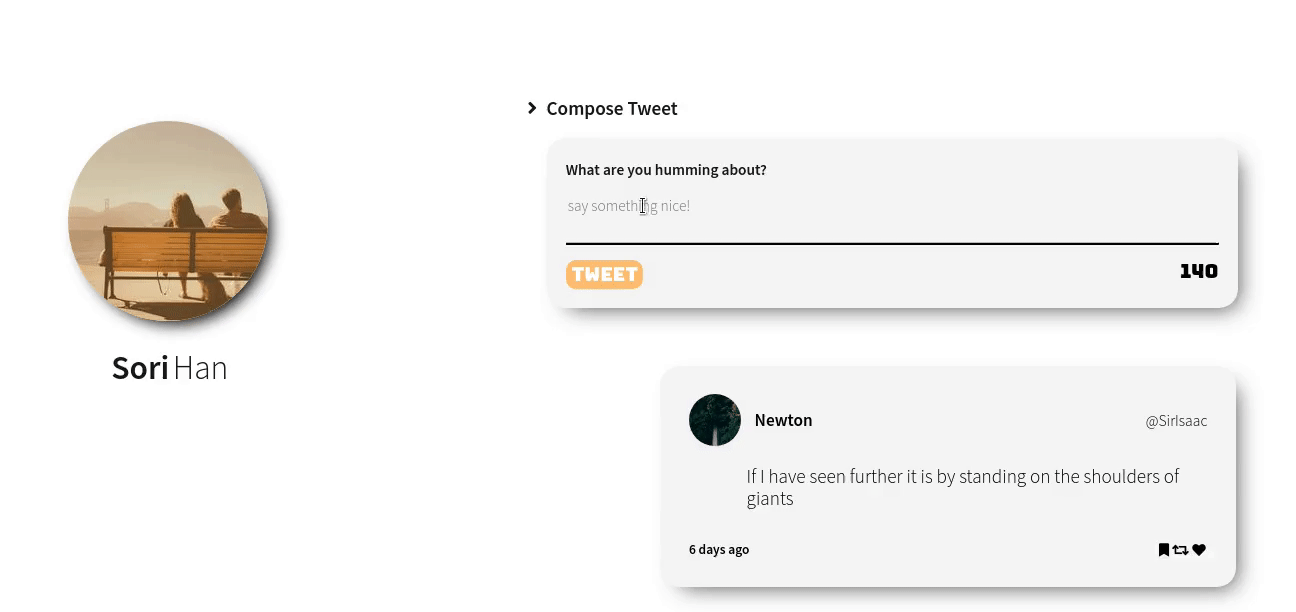 Compose Tweet
What are you humming about?
say something nice!
TWEET
140
Sori Han
Newton
@SirIsaac
If I have seen further it is by standing on the shoulders of
giants
6 days ago